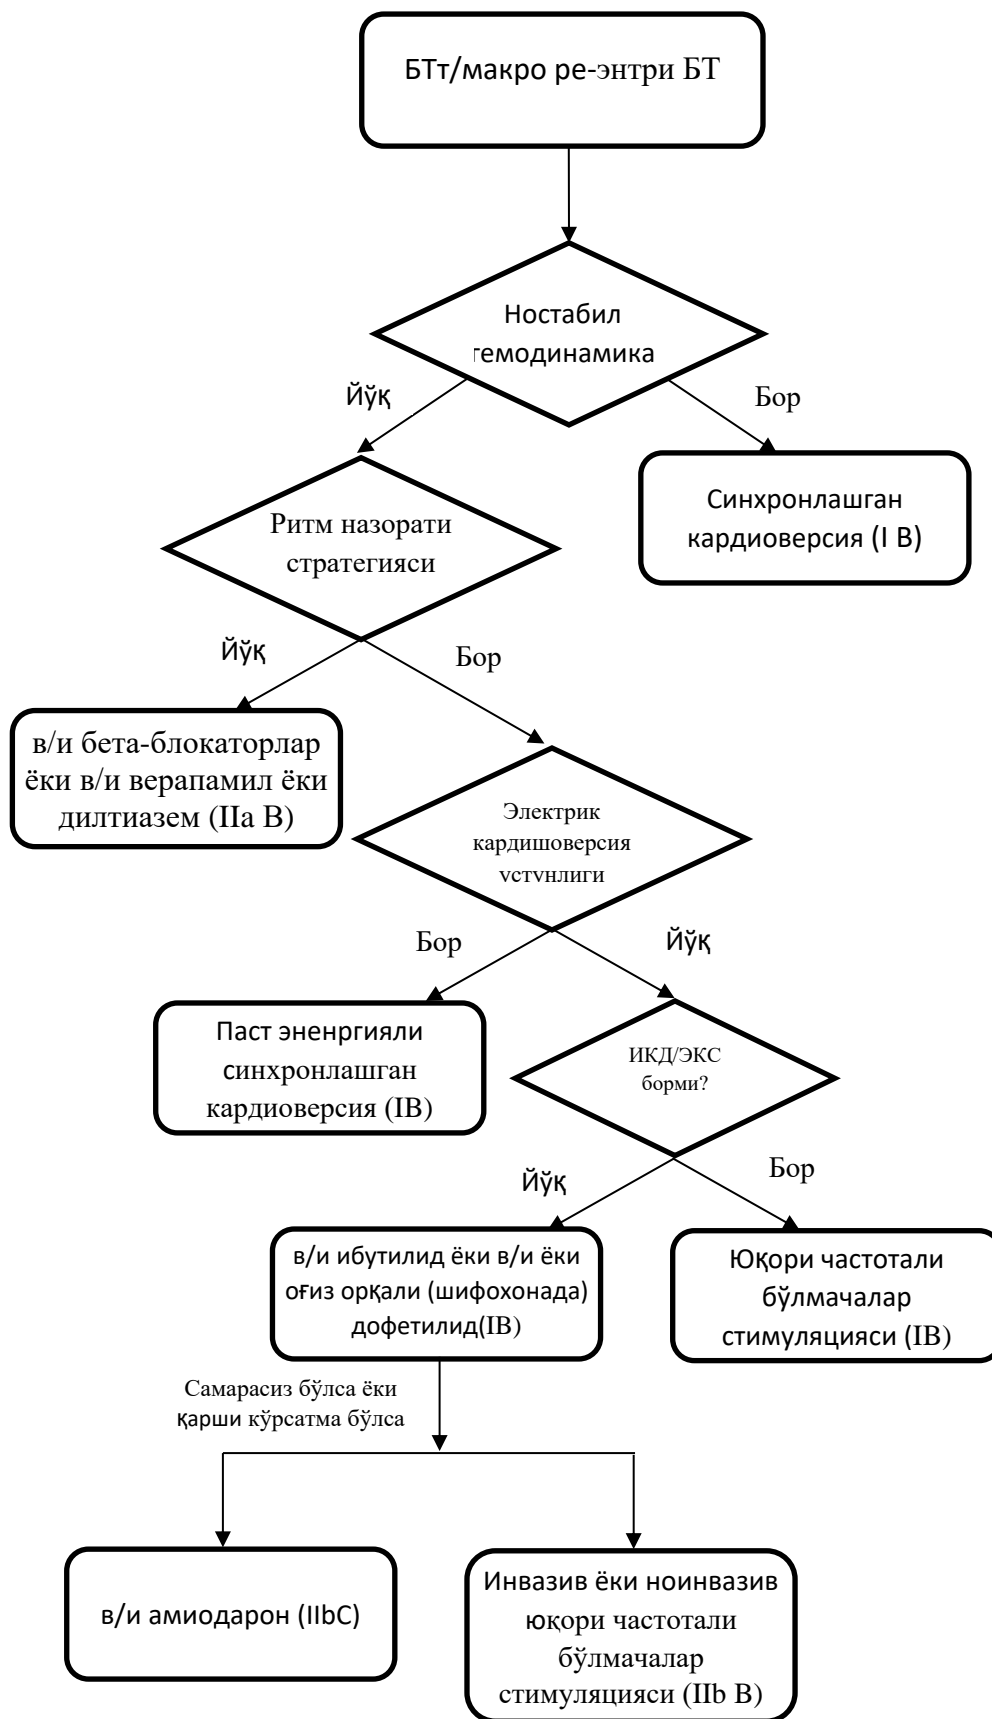 БТт/макро ре-энтри БТ
Ностабил
гемодинамика
Йўқ
Бор
Синхронлашган
кардиоверсия (I B)
Ритм назорати
стратегияси
Йўқ
Бор
в/и бета-блокаторлар
ёки в/и верапамил ёки
дилтиазем (IIa B)
Электрик
кардишоверсия
устунлиги
Бор
Йўқ
Паст эненргияли
синхронлашган
кардиоверсия (IB)
ИКД/ЭКС
борми?
Йўқ
Бор
в/и ибутилид ёки в/и ёки
оғиз орқали (шифохонада)
дофетилид(IB)
Юқори частотали
бўлмачалар
стимуляцияси (IB)
Самарасиз бўлса ёки
қарши кўрсатма бўлса
в/и амиодарон (IIbC)
Инвазив ёки ноинвазив
юқори частотали
бўлмачалар
стимуляцияси (IIb B)